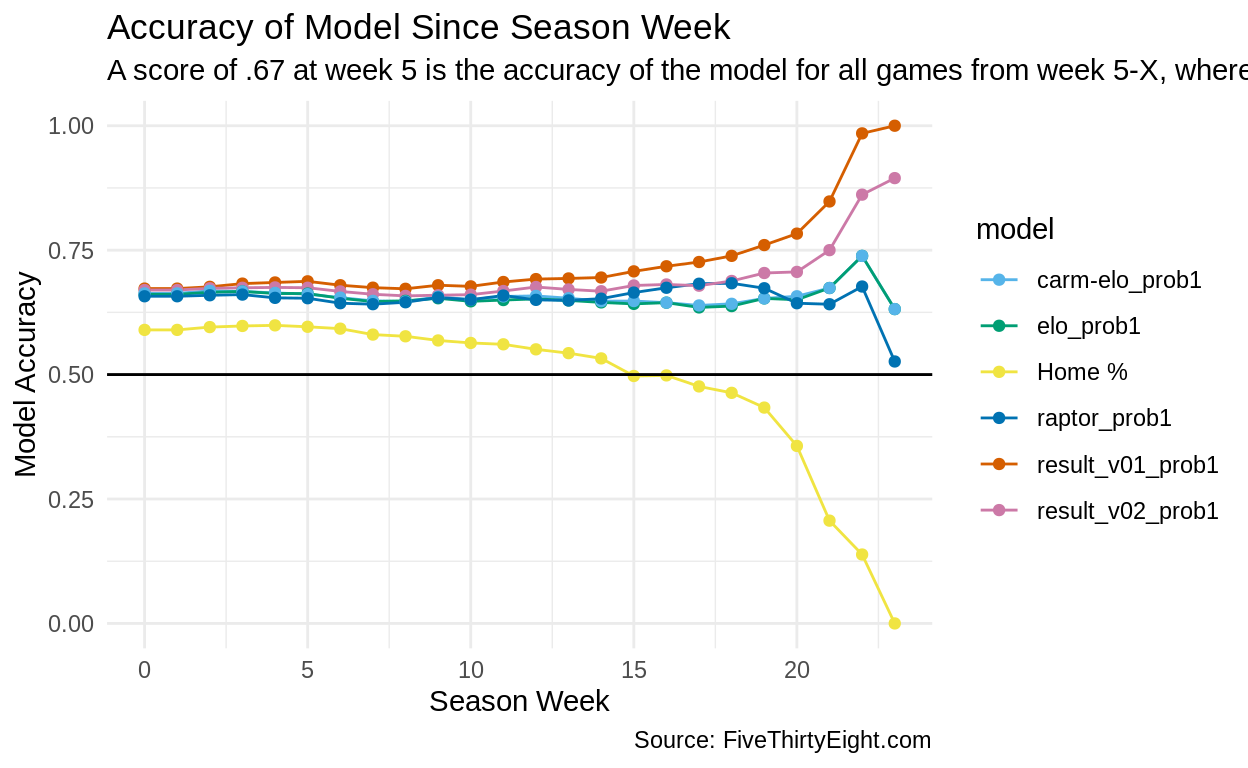 Accuracy of Model Since Season Week
A score of .67 at week 5 is the accuracy of the model for all games from week 5-X, where
1.00
0.75
0.50
0.25
0.00
Model Accuracy
0 5 10 15 20
Season Week
model
carm-elo_prob1
elo_prob1
Home %
raptor_prob1
result_v01_prob1
result_v02_prob1
Source: FiveThirtyEight.com